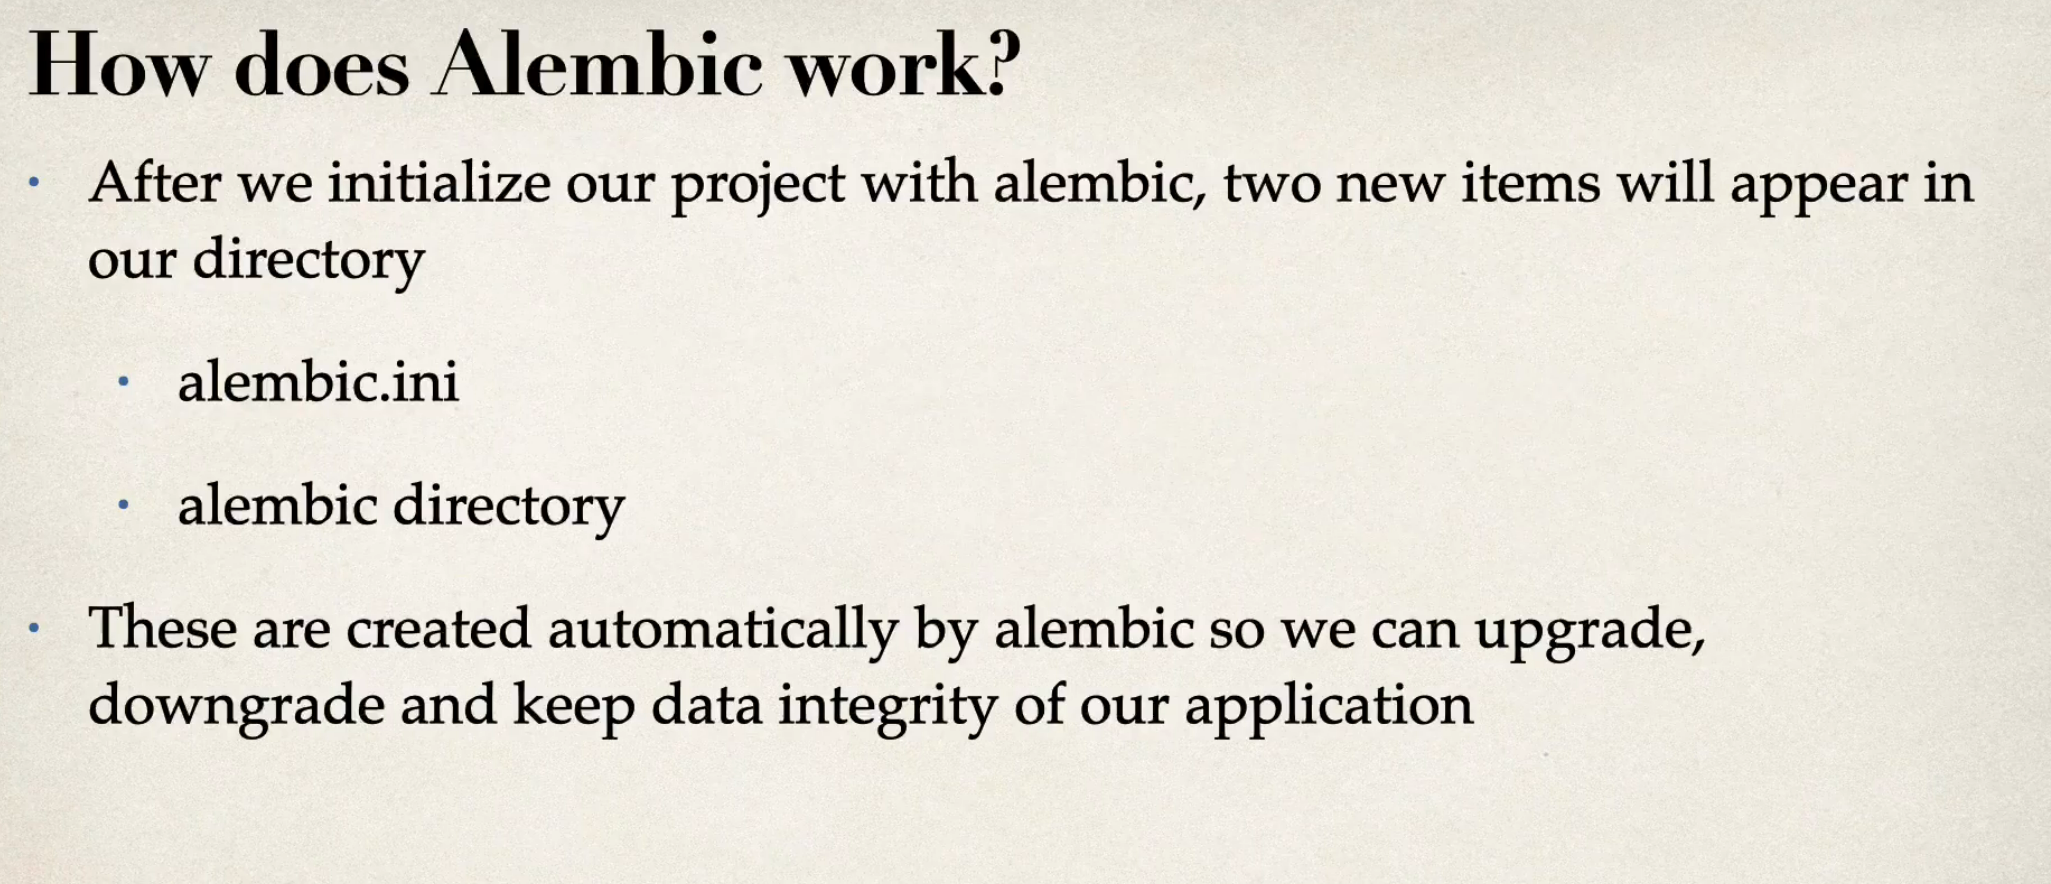 How does Alembic work?
• After we initialize our project with alembic, two new items will appear in
our directory
• alembic.ini
• alembic directory
• These are created automatically by alembic so we can upgrade,
downgrade and keep data integrity of our application